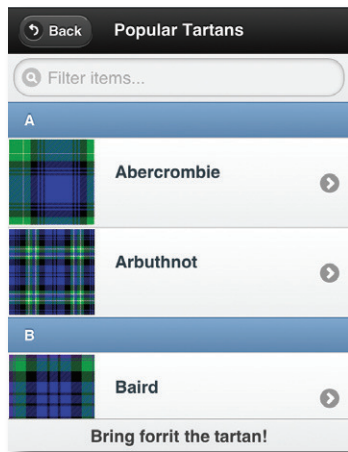 Back Popular Tartans
Filter items...
A
Abercrombie
Arbuthnot
B
Baird
Bring forrit the tartan!